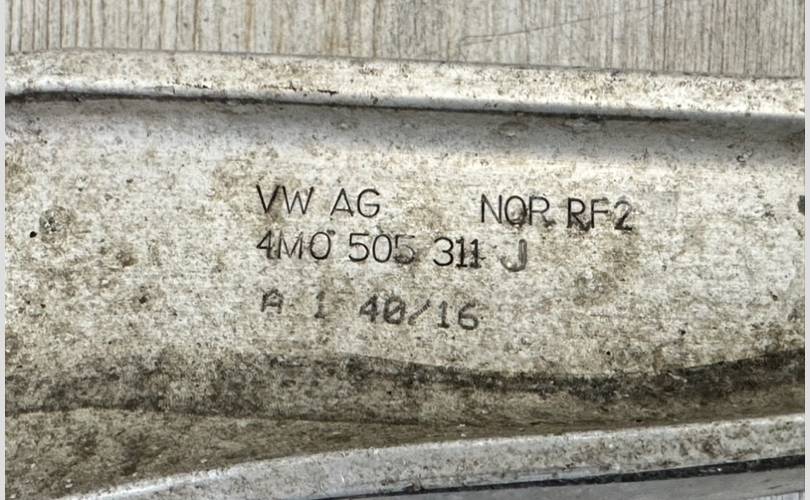 VW AG NOR RF2
4M0 505 311 J
A 1 40/16